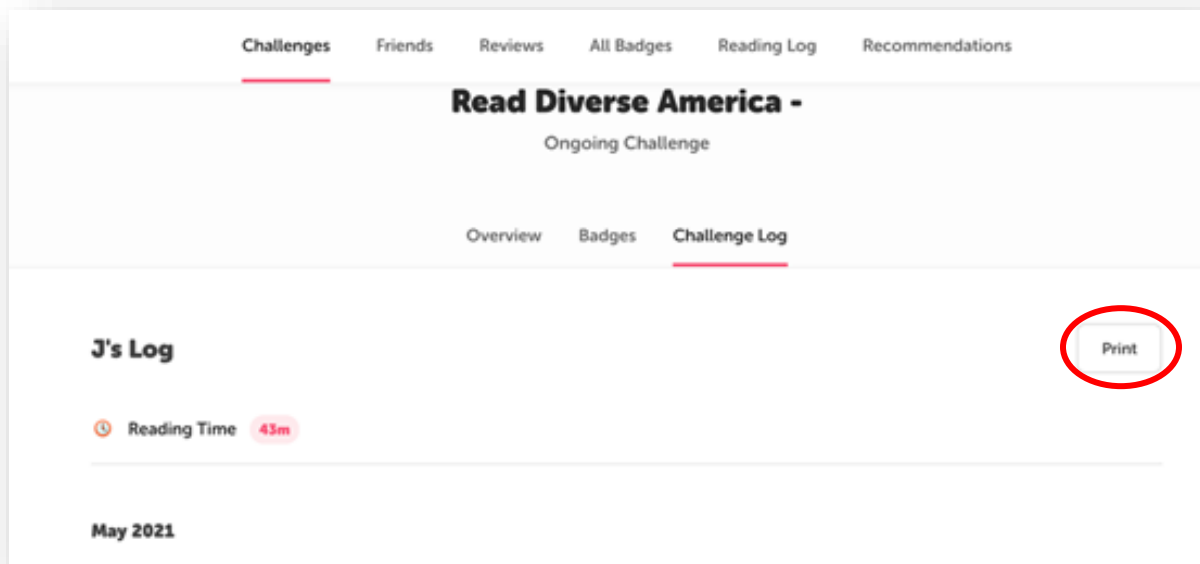 Challenges Friends Reviews All Badges Reading Log Recommendations
Read Diverse America -
Ongoing Challenge
Overview Badges Challenge Log
J's Log
Print
Reading Time 43m
May 2021